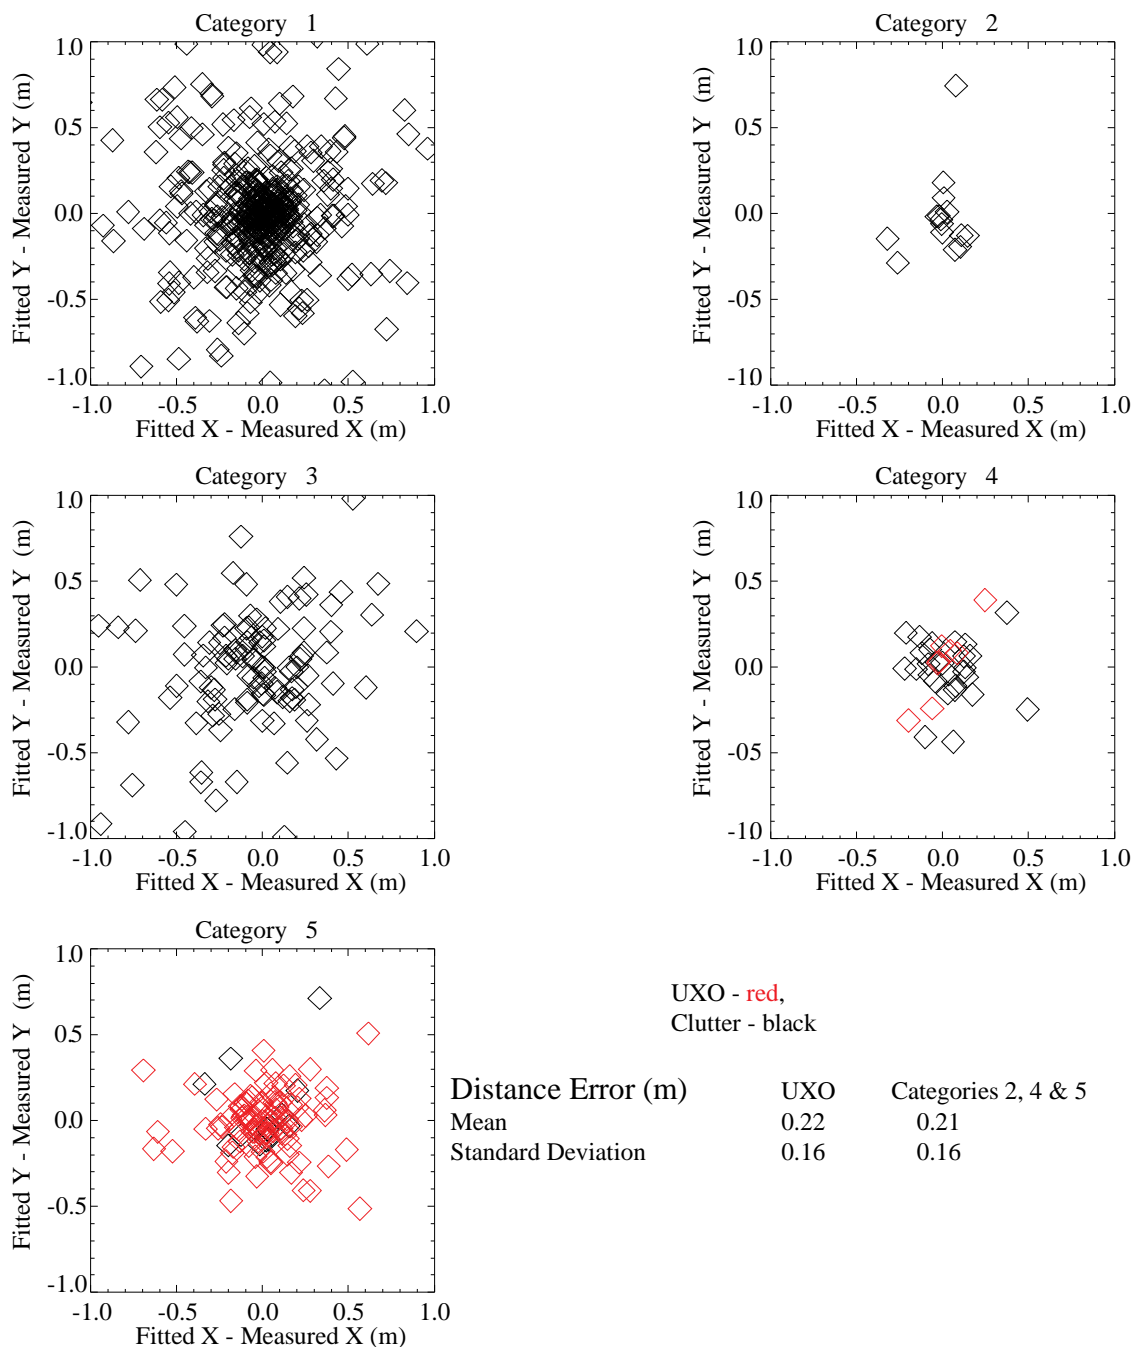 Category 1
1.0
0.5
0.0
-0.5
-1.0
-1.0 -0.5 0.0 0.5 1.0
Fitted X - Measured X (m)
Fitted Y - Measured Y (m)
Category 2
1.0
0.5
0.0
-05
-10
-1.0 -0.5 0.0 0.5 1.0
Fitted X - Measured X (m)
Fitted Y - Measured Y (m)
Category 3
1.0
0.5
0.0
-0.5
-1.0
-1.0 -0.5 0.0 0.5 1.0
Fitted X - Measured X (m)
Fitted Y - Measured Y (m)
Category 4
1.0
0.5
0.0
-05
-10
-1.0 -0.5 0.0 0.5 1.0
Fitted X - Measured X (m)
Fitted Y - Measured Y (m)
Category 5
1.0
0.5
0.0
-0.5
-1.0
-1.0 -0.5 0.0 0.5 1.0
Fitted X - Measured X (m)
Fitted Y - Measured Y (m)
UXO - red,
Clutter - black
Distance Error (m) UXO Categories 2, 4 & 5
Mean 0.22 0.21
Standard Deviation 0.16 0.16